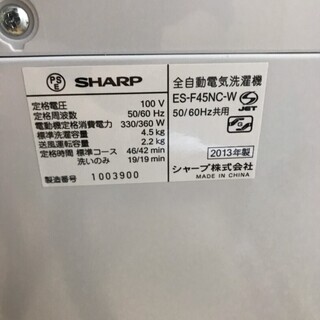 PS
E
SHARP
定格電圧 100 V
定格周波数 50/60 Hz
電動機定格消費電力 330/360 W
標準洗濯容量 4.5 kg
送風運転容量 2.2 kg
定格時間 標準コース 46/42 min
洗いのみ 19/19 min
製造番号 1003900
全自動電気洗濯機
ES-F45NC-W
JET
50/60Hz共用
2013年製
シャープ株式会社
MADE IN CHINA